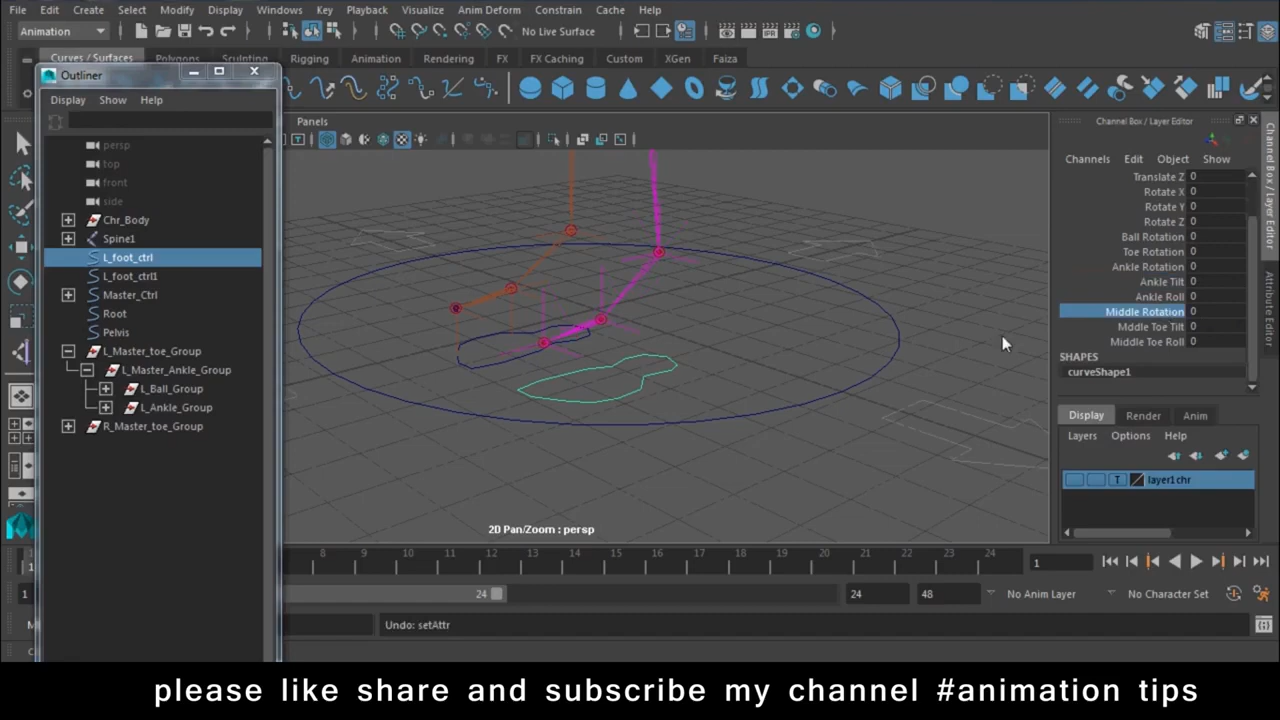 File Edit Create Select Modify Display Windows Key Playback Visualize Anim Deform Constrain Cache Help
Animation No Live Surface
Curves / Surfaces Polygons Sculpting Rigging Animation Rendering FX FX Caching Custom XGen Faiza
Outliner
Display Show Help
persp
top
front
side
Chr_Body
Spine1
L_foot_ctrl
L_foot_ctrl1
Master_Ctrl
Root
Pelvis
L_Master_toe_Group
L_Master_Ankle_Group
L_Ball_Group
L_Ankle_Group
R_Master_toe_Group
Panels
2D Pan/Zoom : persp
Channel Box / Layer Editor
Channels Edit Object Show
Translate Z 0
Rotate X 0
Rotate Y 0
Rotate Z 0
Ball Rotation 0
Toe Rotation 0
Ankle Rotation 0
Ankle Tilt 0
Ankle Roll 0
Middle Rotation 0
Middle Toe Tilt 0
Middle Toe Roll 0
SHAPES
curveShape1
Display Render Anim
Layers Options Help
T layer1chr
Channel Box / Layer Editor
Attribute Editor
8 9 10 11 12 13 14 15 16 17 18 19 20 21 22 23 24
1
1 24 24 48 No Anim Layer No Character Set
Undo: setAttr
please like share and subscribe my channel #animation tips